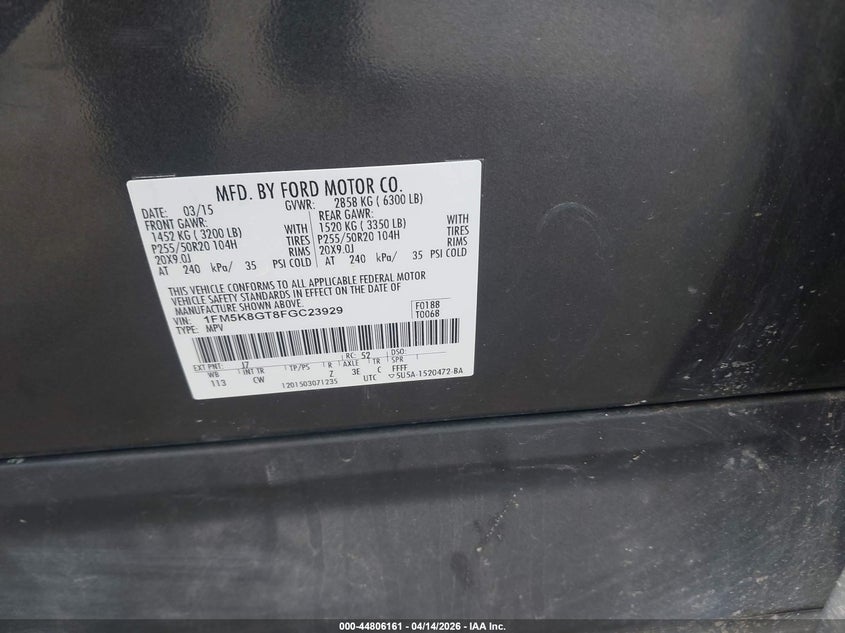 MFD. BY FORD MOTOR CO.
DATE: 03/15 GVWR: 2858 KG ( 6300 LB)
FRONT GAWR: REAR GAWR:
1452 KG ( 3200 LB) WITH 1520 KG ( 3350 LB) WITH
P255/50R20 104H TIRES P255/50R20 104H TIRES
20X9.0J RIMS 20X9.0J RIMS
AT 240 kPa/ 35 PSI COLD AT 240 kPa/ 35 PSI COLD
THIS VEHICLE CONFORMS TO ALL APPLICABLE FEDERAL MOTOR
VEHICLE SAFETY STANDARDS IN EFFECT ON THE DATE OF
MANUFACTURE SHOWN ABOVE.
VIN: 1FM5K8GT8FGC23929 F0188
TYPE: MPV T0068
EXT PNT: J7 RC: 52 DSO:
WB INT TR TP/PS R AXLE TR SPR
113 CW Z 3E C FFFF
1201503071235 UTC ▽5U5A-1520472-BA
000-44806161 - 04/14/2026 - IAA Inc.